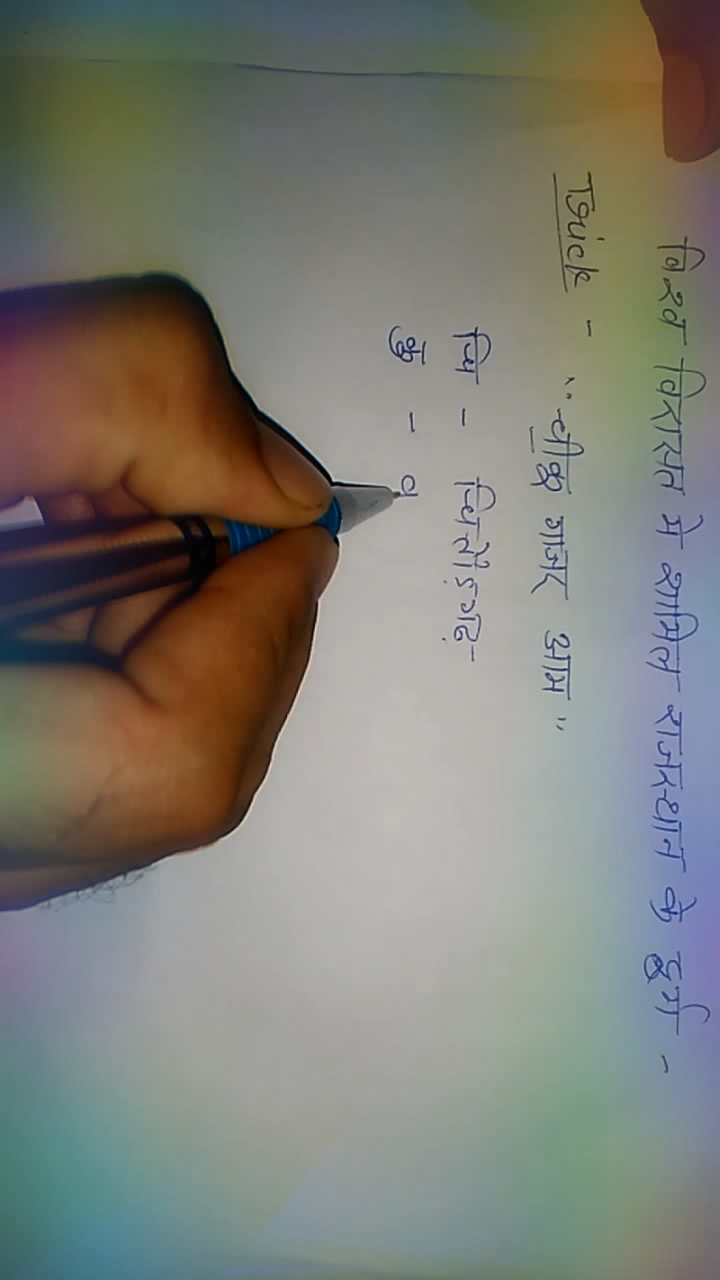 विश्व विरासत मे शामिल राजस्थान के दुर्ग -
Trick - "चीकु गाजर आम"
चि - चित्तौड़गढ़
कु -